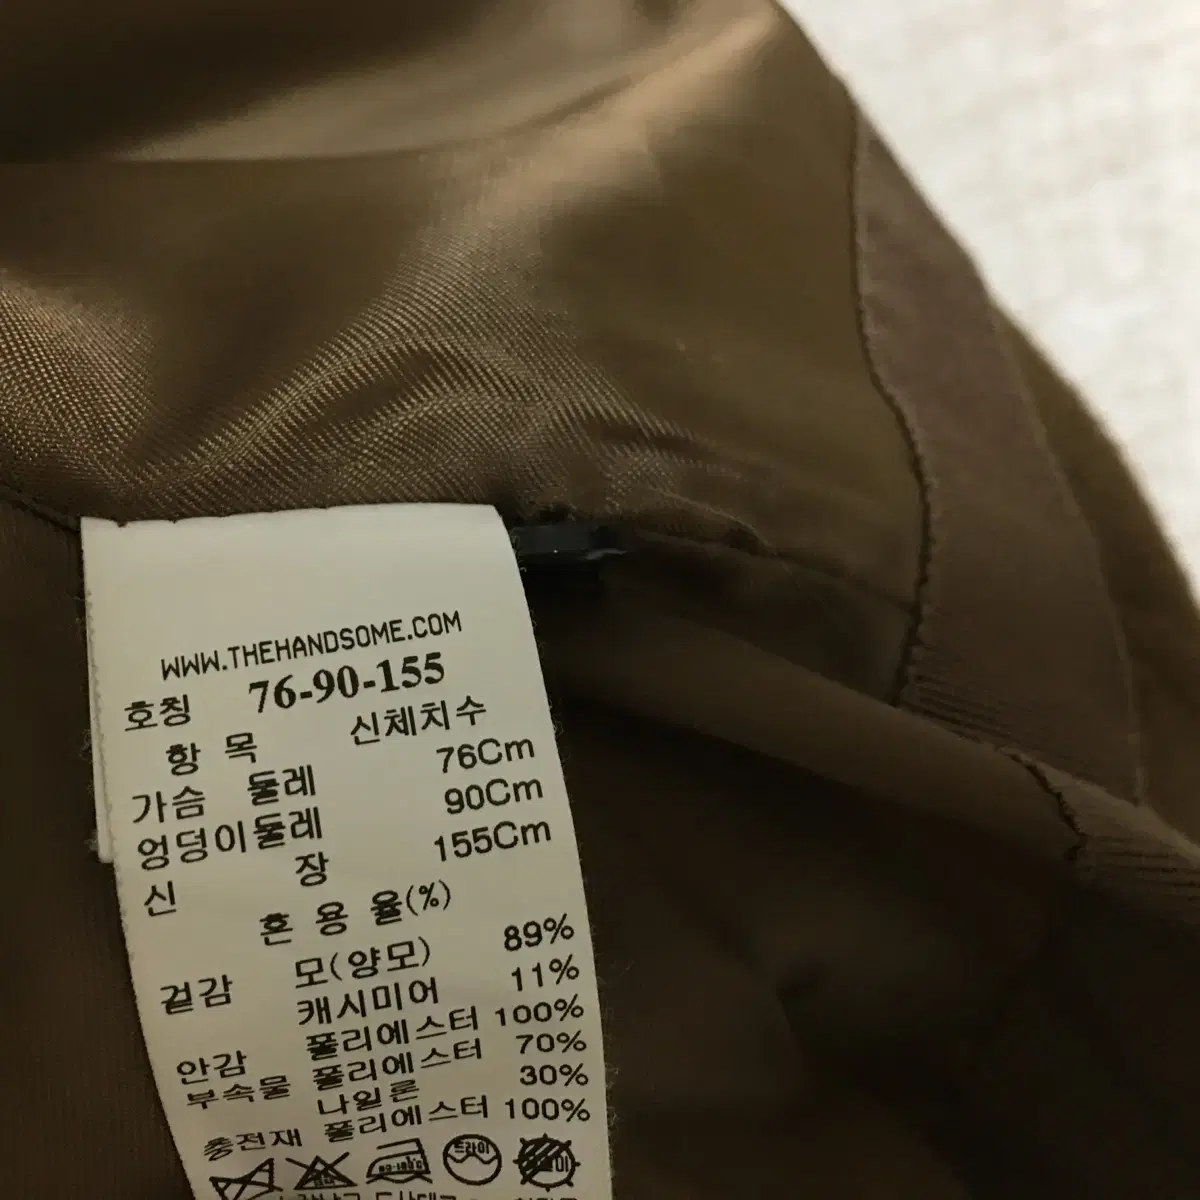 WWW.THEHANDSOME.COM
호칭 76-90-155
항 목 신체치수
가슴 둘레 76Cm
엉덩이둘레 90Cm
신 장 155Cm
혼 용 율(%)
겉감 모(양모) 89%
캐시미어 11%
안감 폴리에스터 100%
부속물 폴리에스터 70%
나일론 30%
충전재 폴리에스터 100%
드라이